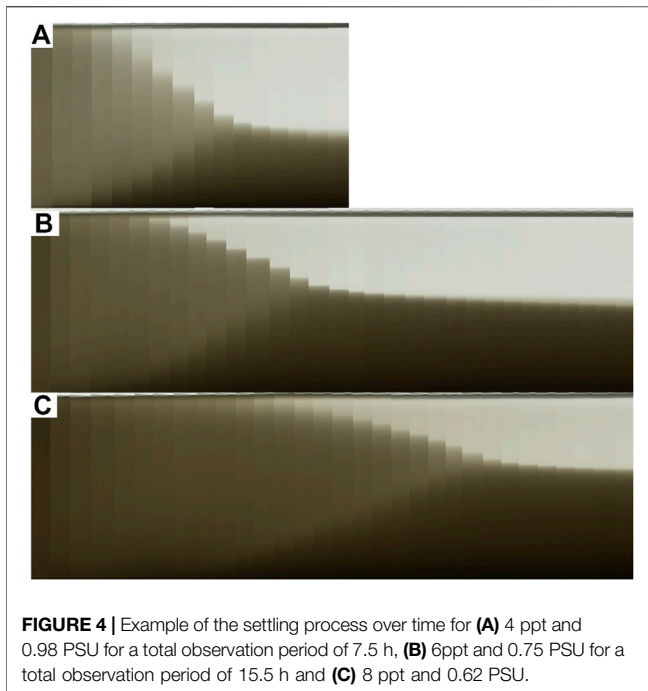 A
B
C
FIGURE 4 | Example of the settling process over time for (A) 4 ppt and
0.98 PSU for a total observation period of 7.5 h, (B) 6ppt and 0.75 PSU for a
total observation period of 15.5 h and (C) 8 ppt and 0.62 PSU.